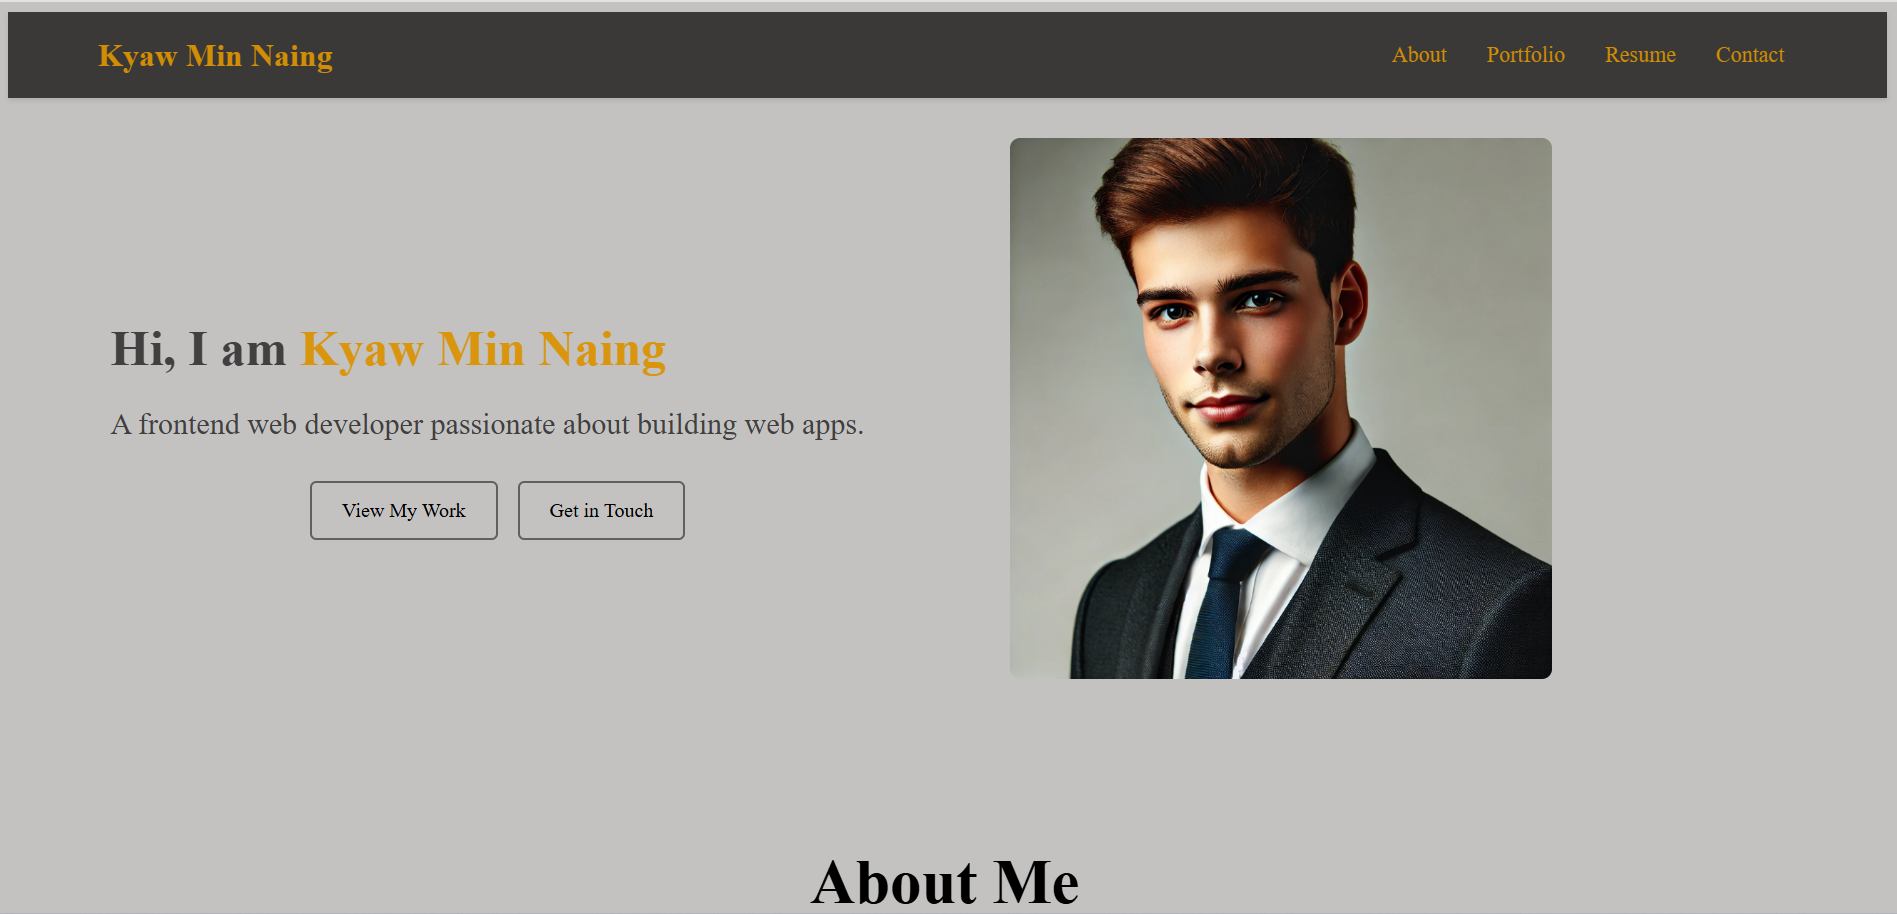 Kyaw Min Naing
About Portfolio Resume Contact
Hi, I am Kyaw Min Naing
A frontend web developer passionate about building web apps.
View My Work Get in Touch
About Me